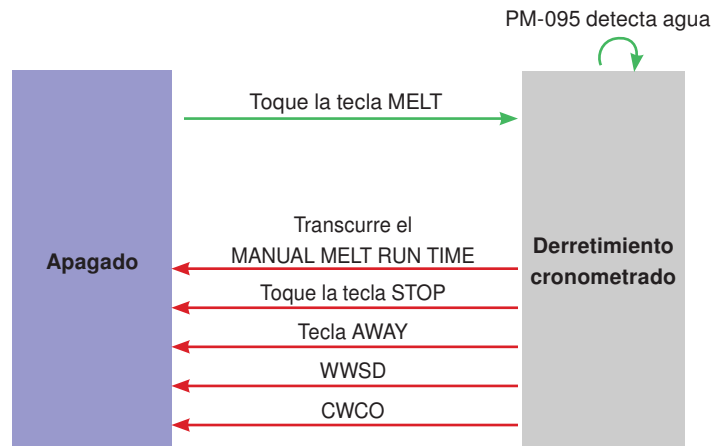 PM-095 detecta agua
Toque la tecla MELT
Transcurre el
MANUAL MELT RUN TIME
Apagado
Derretimiento
cronometrado
Toque la tecla STOP
Tecla AWAY
WWSD
CWCO